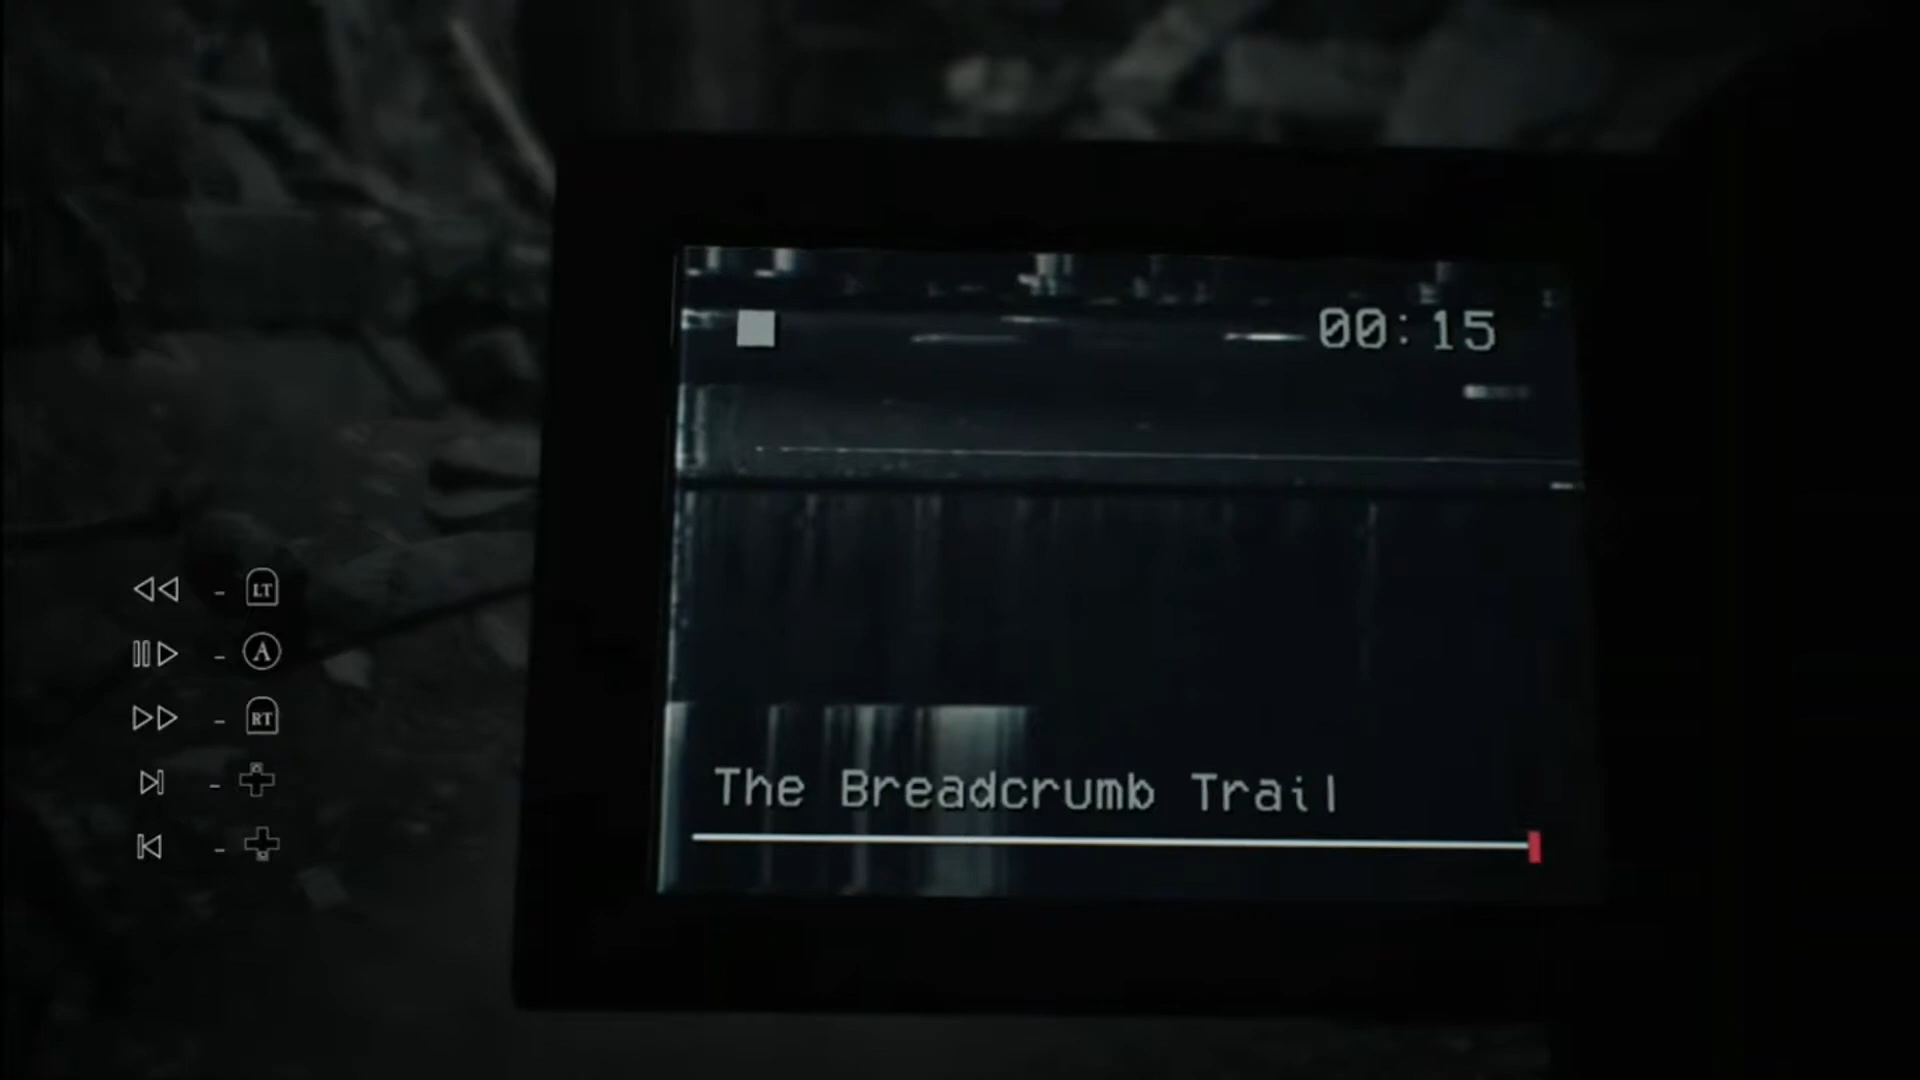 00:15
- LT
- A
- RT
-
-
The Breadcrumb Trail